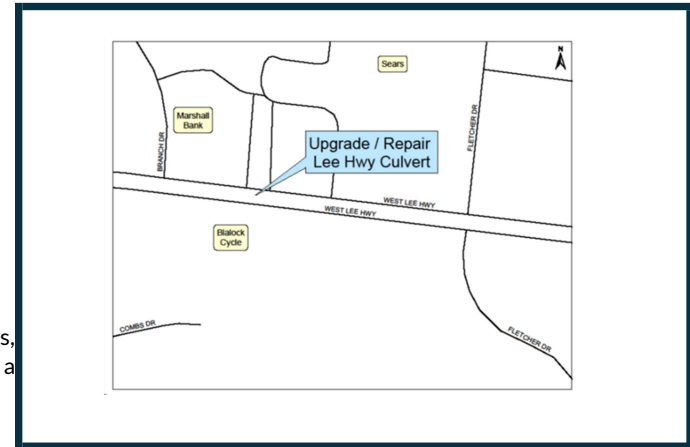 N
Sears
Marshall
Bank
BRANCH DR
FLETCHER DR
Upgrade / Repair
Lee Hwy Culvert
WEST LEE HWY
WEST LEE HWY
Blalock
Cycle
COMBS DR
FLETCHER DR
s,
a